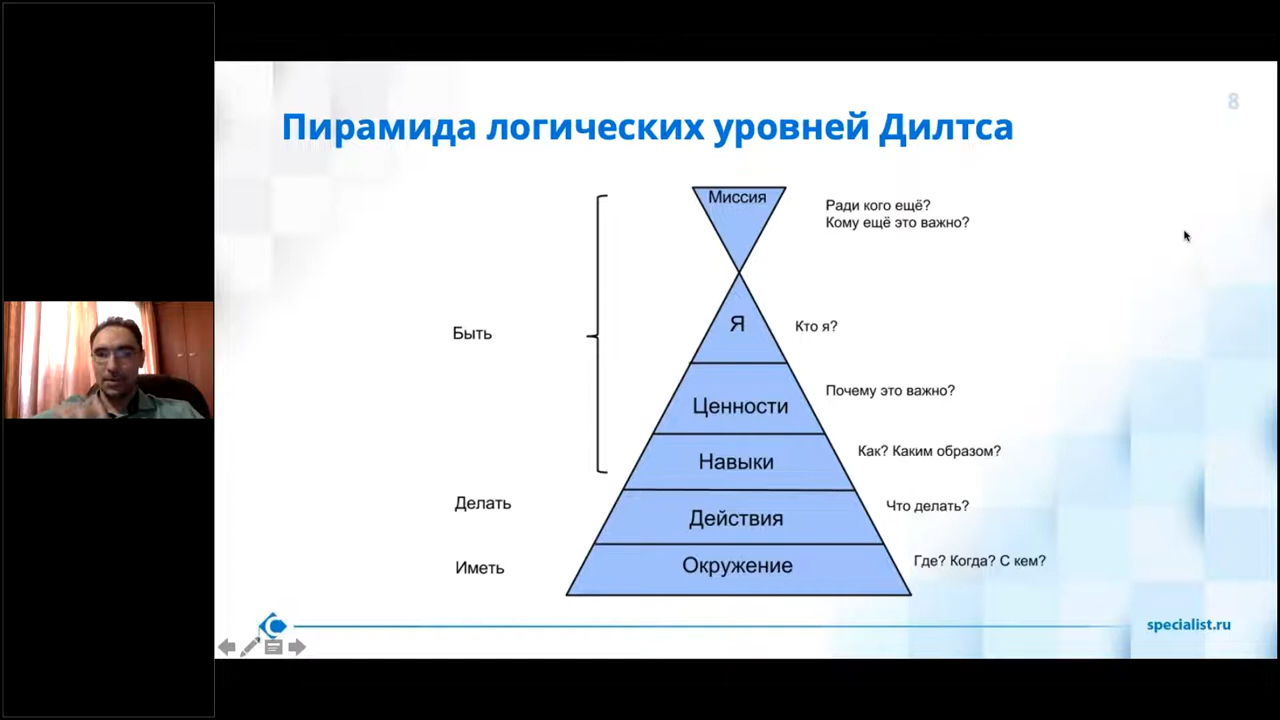 8
Пирамида логических уровней Дилтса
Миссия
Ради кого ещё?
Кому ещё это важно?
Быть
Я
Кто я?
Ценности
Почему это важно?
Навыки
Как? Каким образом?
Делать
Действия
Что делать?
Иметь
Окружение
Где? Когда? С кем?
specialist.ru